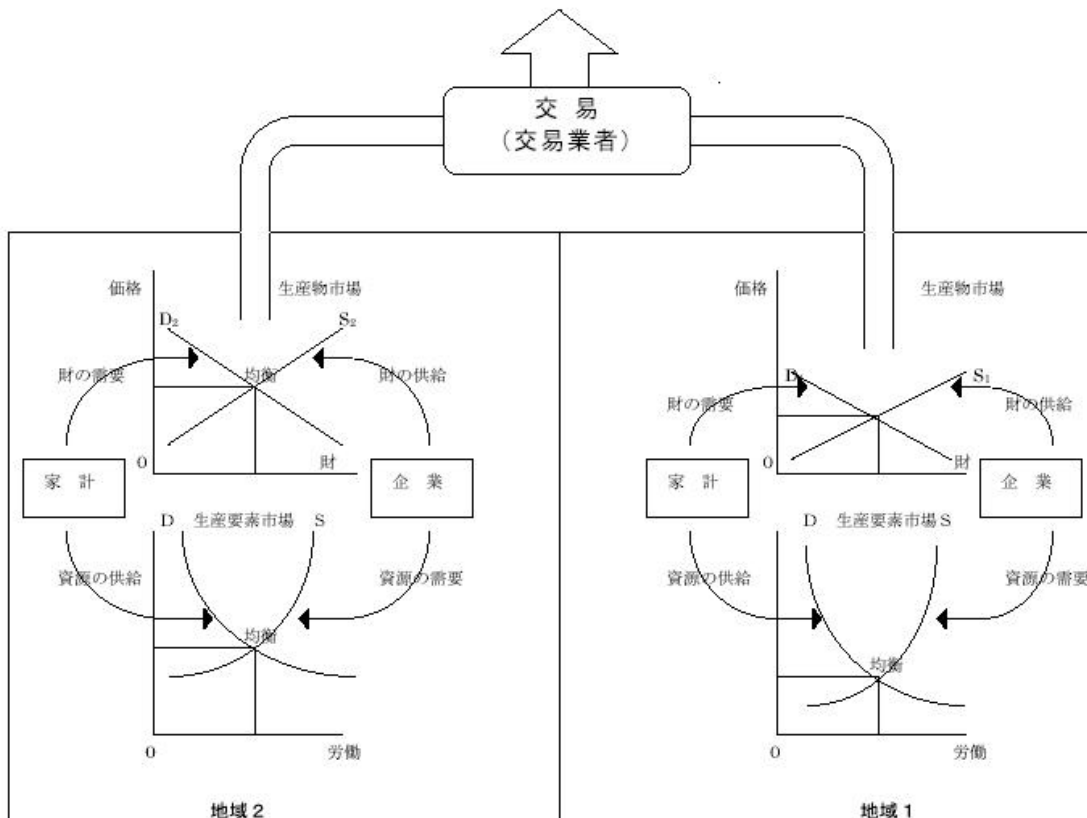 交 易
（交易業者）
価格
生産物市場
D₂
S₂
財の需要
均衡
財の供給
0
財
家 計
企 業
D
生産要素市場
S
資源の供給
資源の需要
均衡
0
労働
地域 2
価格
生産物市場
D₁
S₁
財の需要
財の供給
0
財
家 計
企 業
D
生産要素市場
S
資源の供給
資源の需要
均衡
0
労働
地域 1